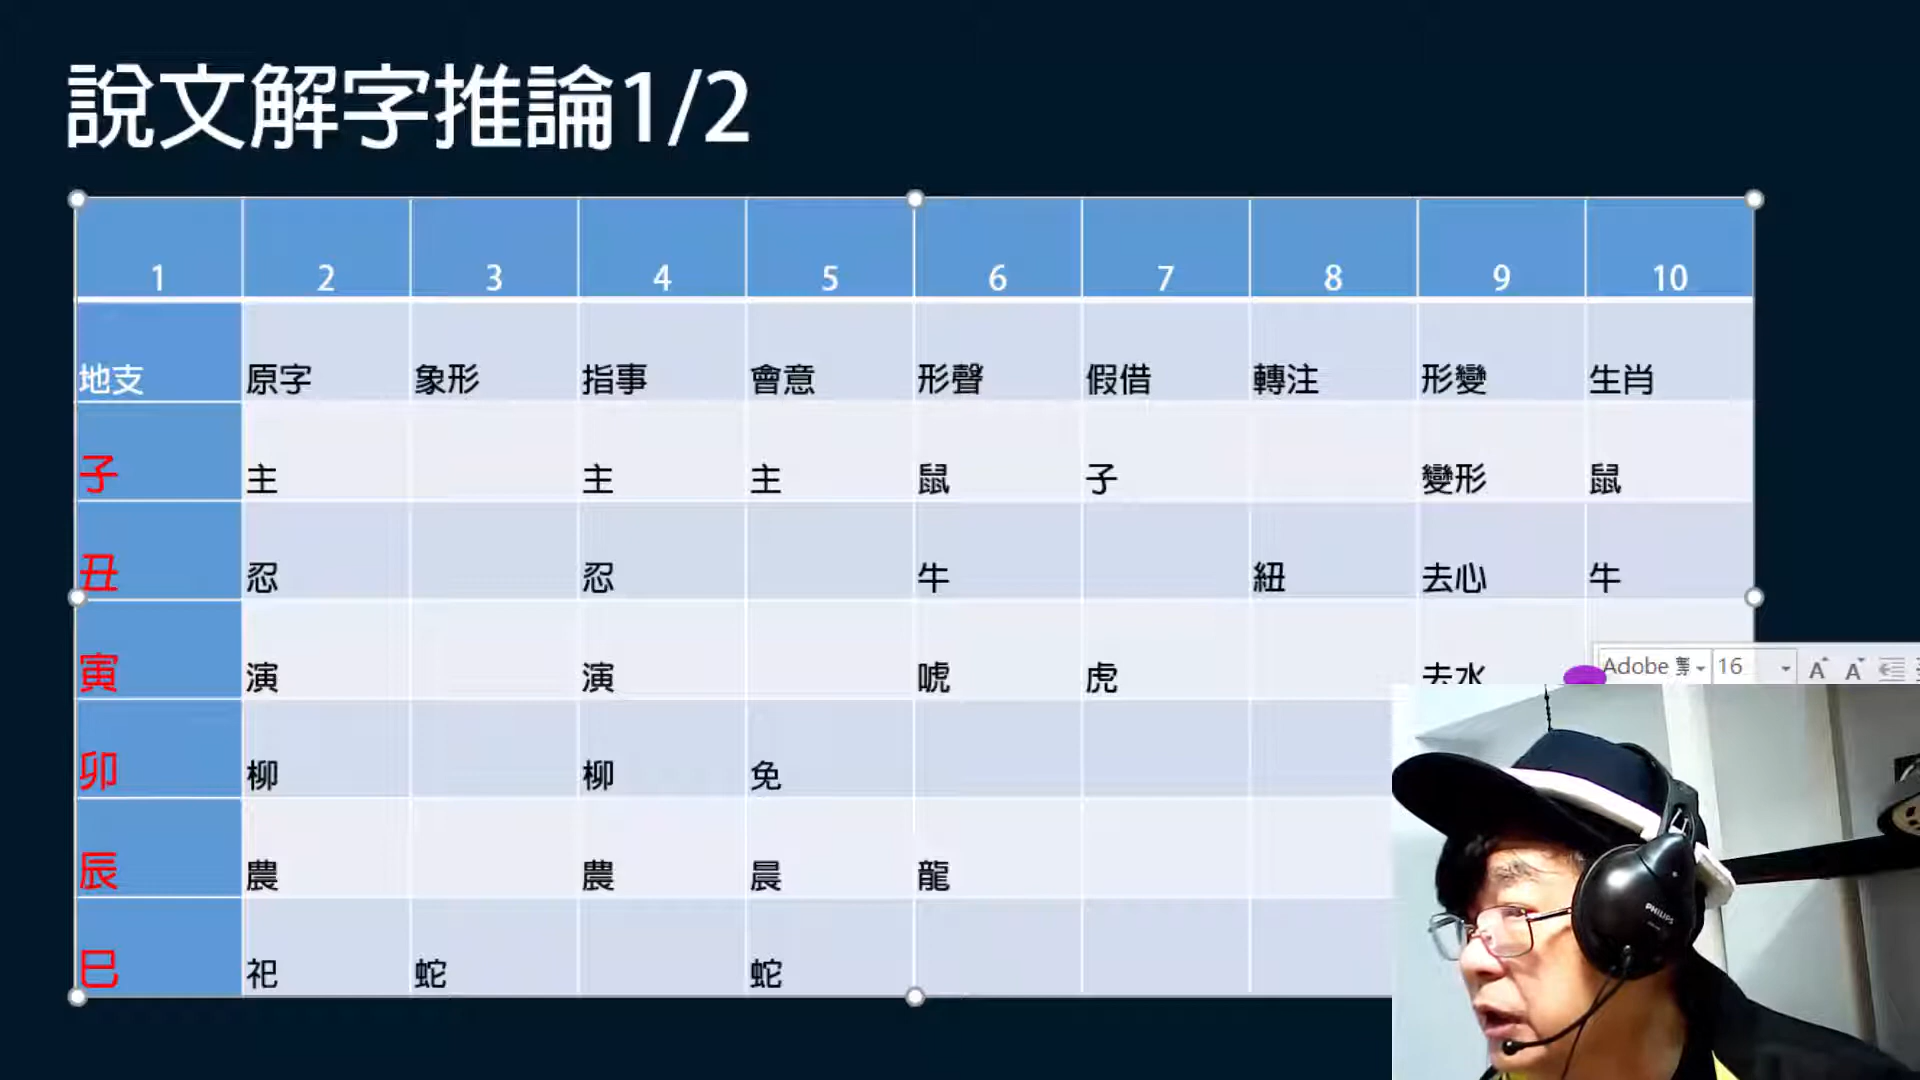 說文解字推論1/2
1 2 3 4 5 6 7 8 9 10
地支 原字 象形 指事 會意 形聲 假借 轉注 形變 生肖
子 主 主 主 鼠 子 變形 鼠
丑 忍 忍 牛 紐 去心 牛
寅 演 演 唬 虎 去水
Adobe 16
卯 柳 柳 免
辰 農 農 晨 龍
巳 祀 蛇 蛇
PHILIPS